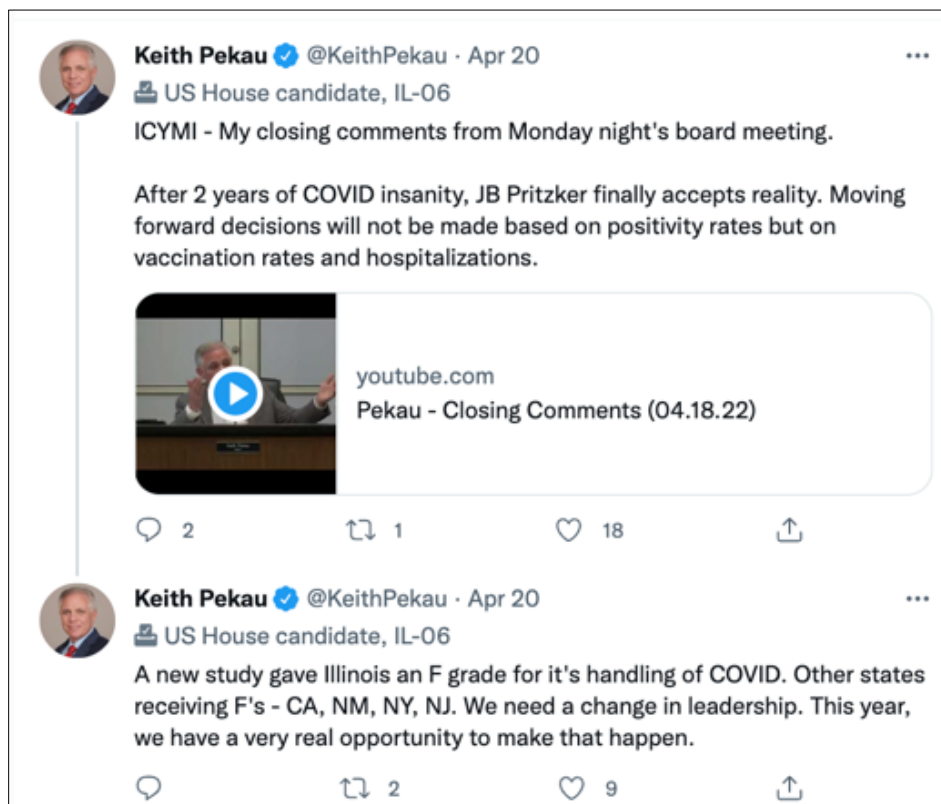 Keith Pekau @KeithPekau · Apr 20
US House candidate, IL-06
ICYMI - My closing comments from Monday night's board meeting.
After 2 years of COVID insanity, JB Pritzker finally accepts reality. Moving
forward decisions will not be made based on positivity rates but on
vaccination rates and hospitalizations.
youtube.com
Pekau - Closing Comments (04.18.22)
2 1 18
Keith Pekau @KeithPekau · Apr 20
US House candidate, IL-06
A new study gave Illinois an F grade for it's handling of COVID. Other states
receiving F's - CA, NM, NY, NJ. We need a change in leadership. This year,
we have a very real opportunity to make that happen.
2 9